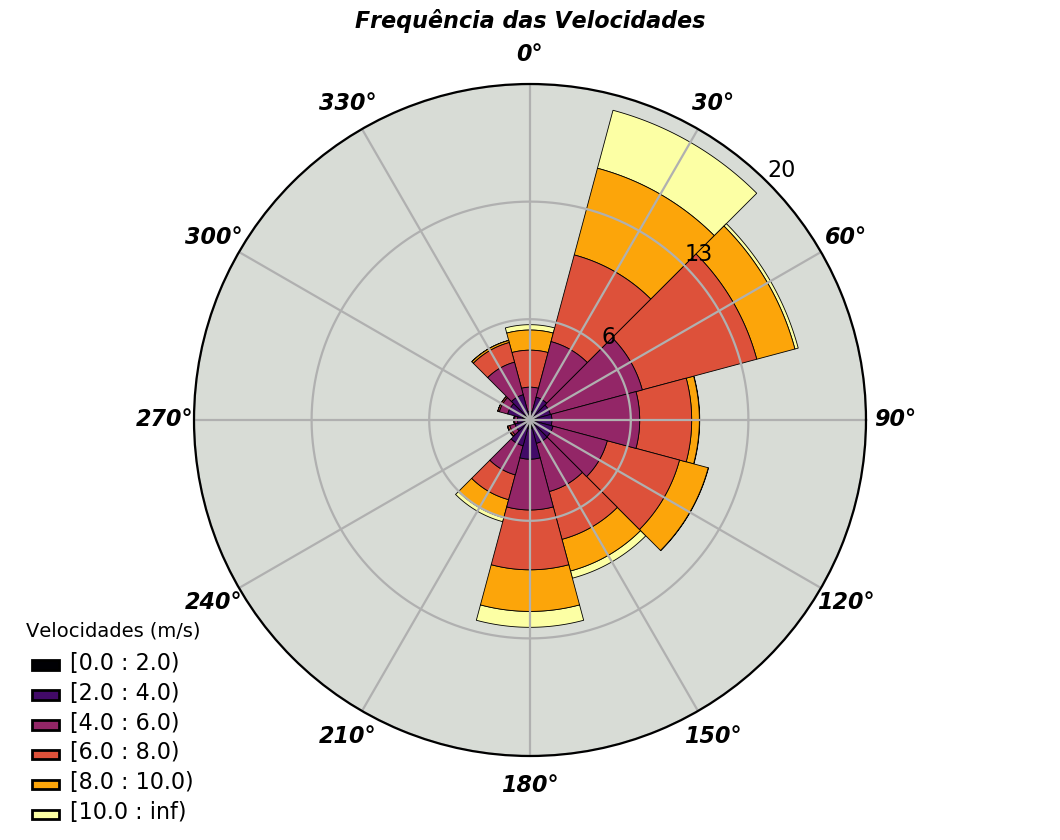 Frequência das Velocidades
0°
330°
30°
20
300°
60°
13
6
270°
90°
240°
120°
210°
150°
180°
Velocidades (m/s)
[0.0 : 2.0)
[2.0 : 4.0)
[4.0 : 6.0)
[6.0 : 8.0)
[8.0 : 10.0)
[10.0 : inf)